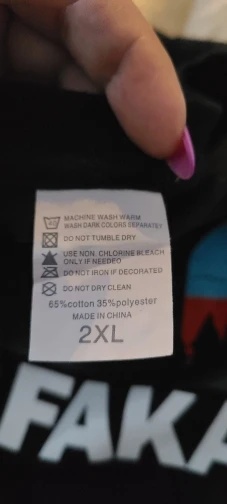 MACHINE WASH WARM
WASH DARK COLORS SEPARATELY
DO NOT TUMBLE DRY
USE NON CHLORINE BLEACH
ONLY IF NEEDED
DO NOT IRON IF DECORATED
DO NOT DRY CLEAN
65%cotton 35%polyester
MADE IN CHINA
2XL
FAKA